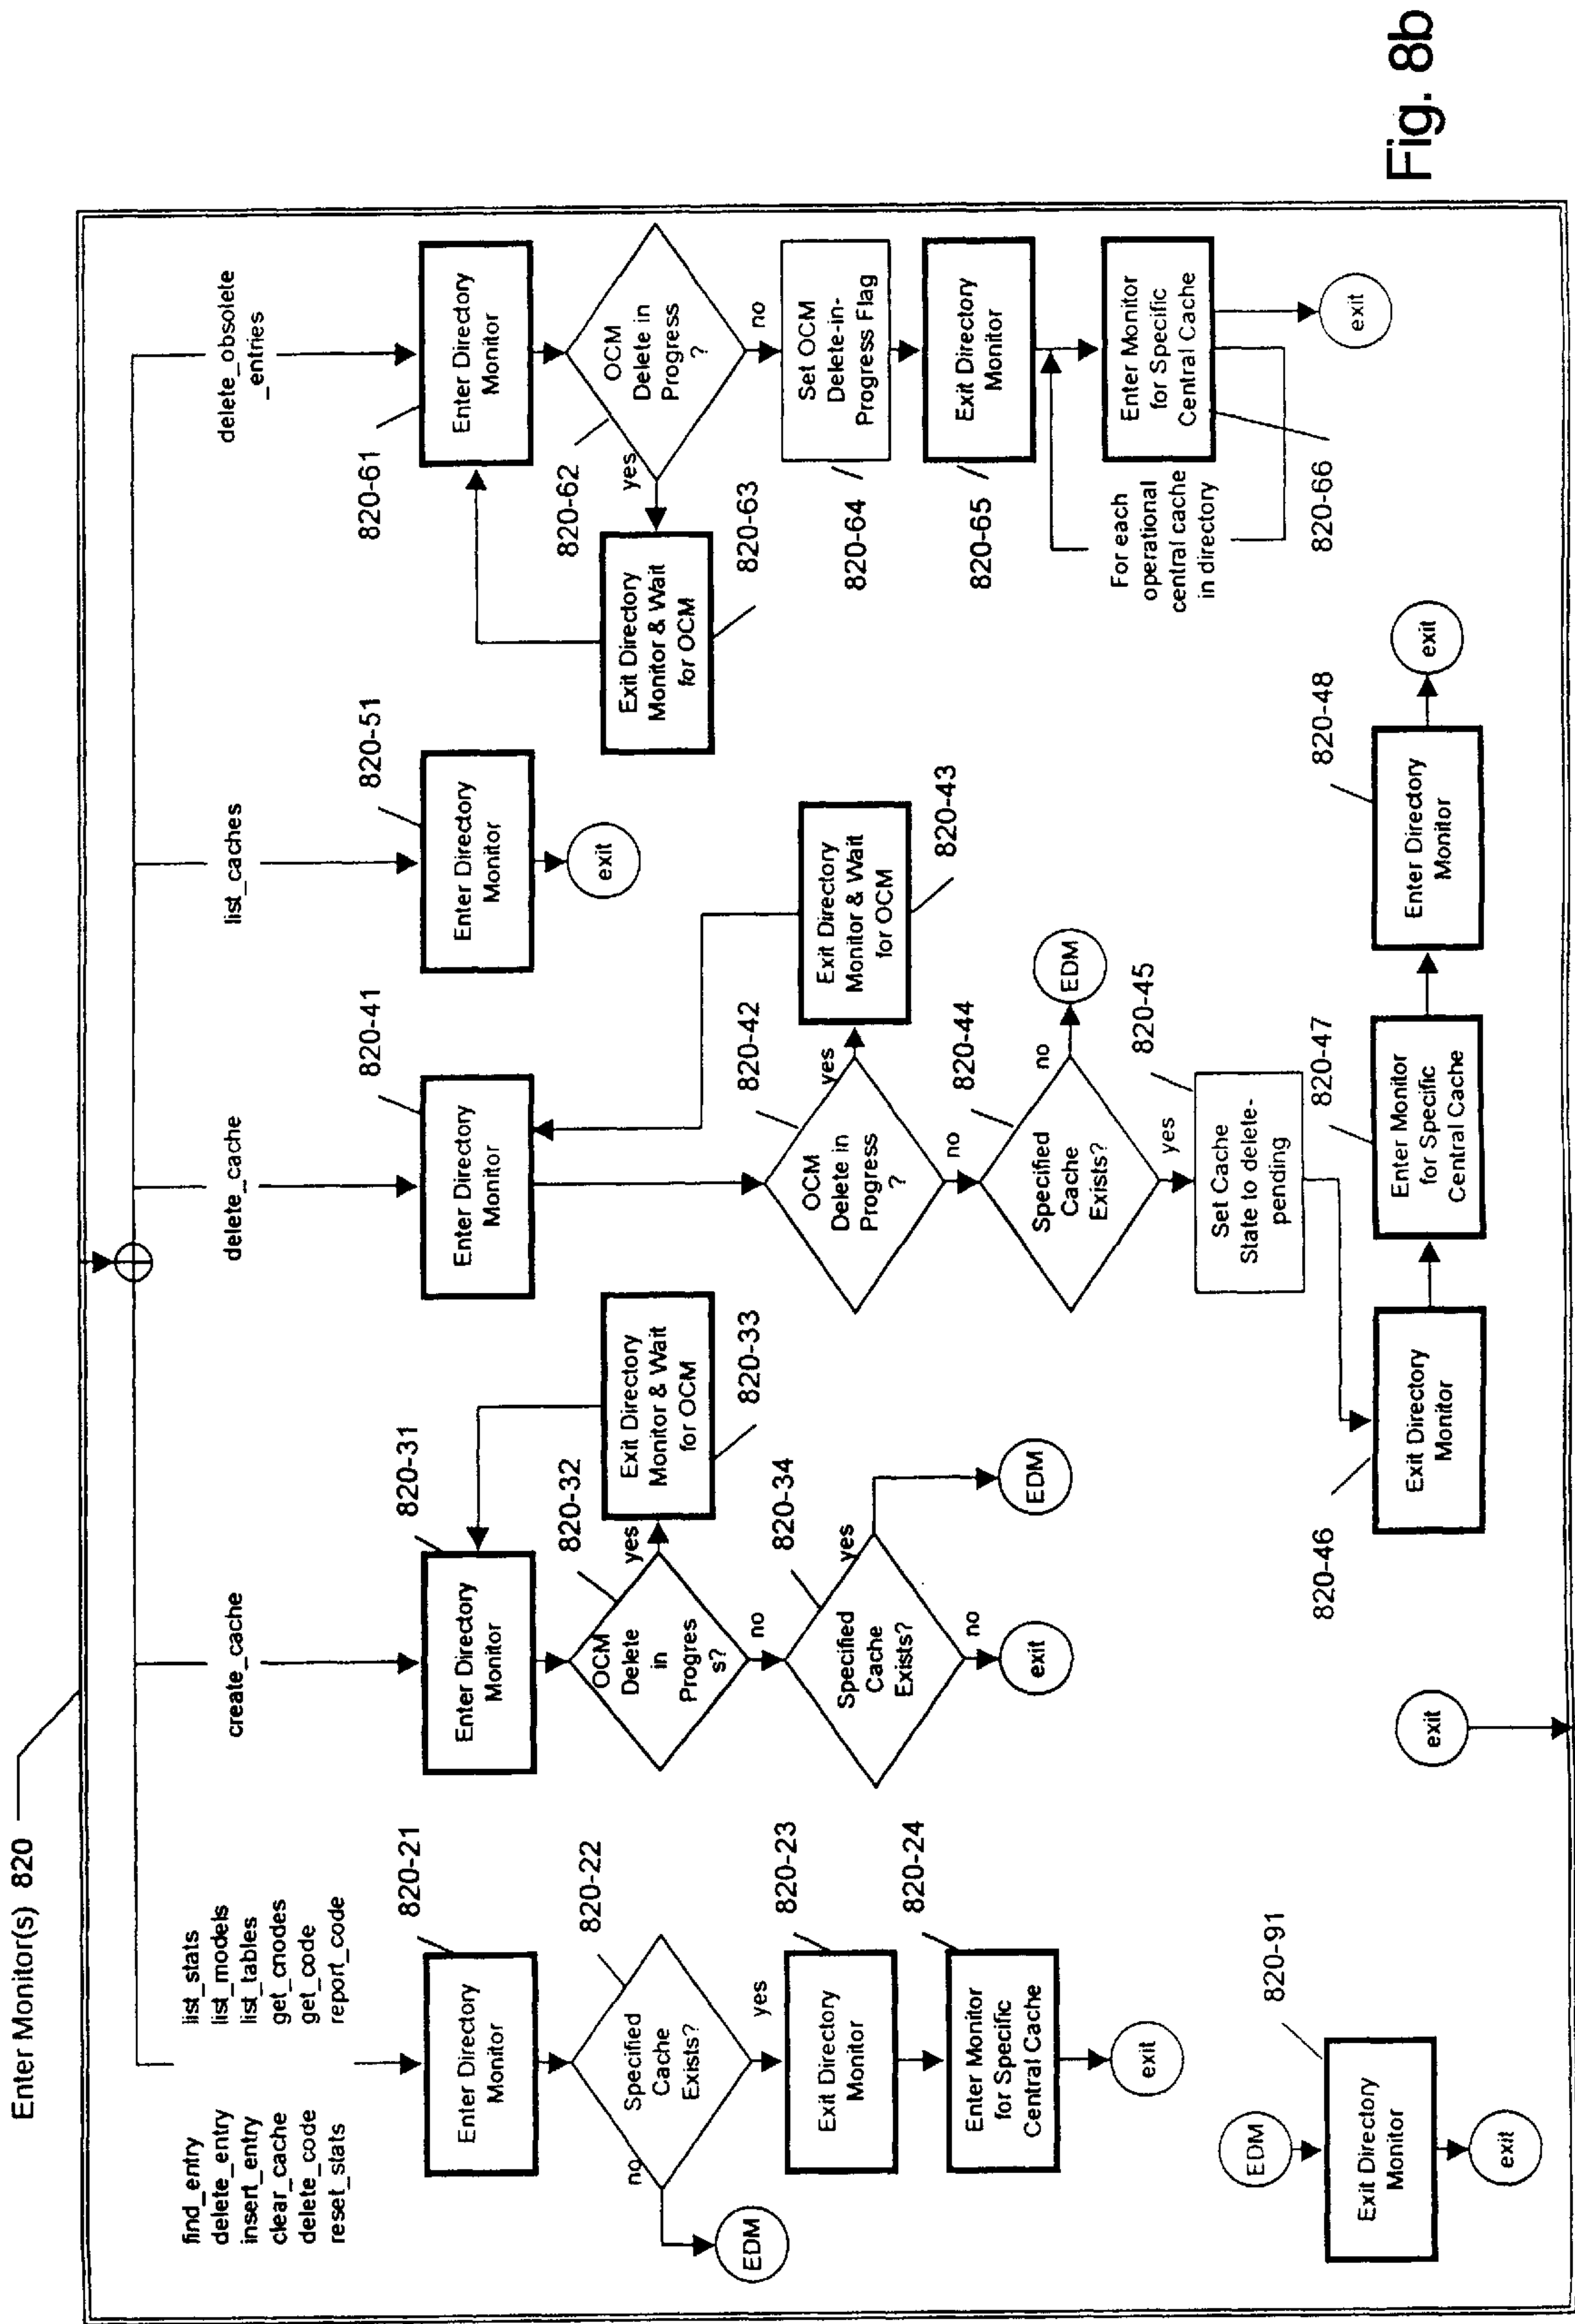 Enter Monitor(s) 820
find_entry
delete_entry
insert_entry
clear_cache
delete_code
reset_stats
list_stats
list_models
list_tables
get_cnodes
get_code
report_code
820-21
Enter Directory
Monitor
820-22
Specified
Cache
Exists?
no
EDM
yes
820-23
Exit Directory
Monitor
820-24
Enter Monitor
for Specific
Central Cache
exit
EDM
820-91
Exit Directory
Monitor
exit
create_cache
820-31
Enter Directory
Monitor
820-32
OCM
Delete
in
Progres
s?
yes
Exit Directory
Monitor & Wait
for OCM
820-33
no
820-34
Specified
Cache
Exists?
yes
EDM
no
exit
exit
delete_cache
820-41
Enter Directory
Monitor
820-42
OCM
Delete in
Progress
?
yes
Exit Directory
Monitor & Wait
for OCM
820-43
no
820-44
Specified
Cache
Exists?
no
EDM
yes
820-45
Set Cache
State to delete-
pending
820-46
Exit Directory
Monitor
820-47
Enter Monitor
for Specific
Central Cache
820-48
Enter Directory
Monitor
exit
list_caches
820-51
Enter Directory
Monitor
exit
delete_obsolete
_entries
820-61
Enter Directory
Monitor
820-62
OCM
Delete in
Progress
?
yes
Exit Directory
Monitor & Wait
for OCM
820-63
no
Set OCM
Delete-in-
Progress Flag
820-64
Exit Directory
Monitor
820-65
For each
operational
central cache
in directory
Enter Monitor
for Specific
Central Cache
820-66
exit
Fig. 8b